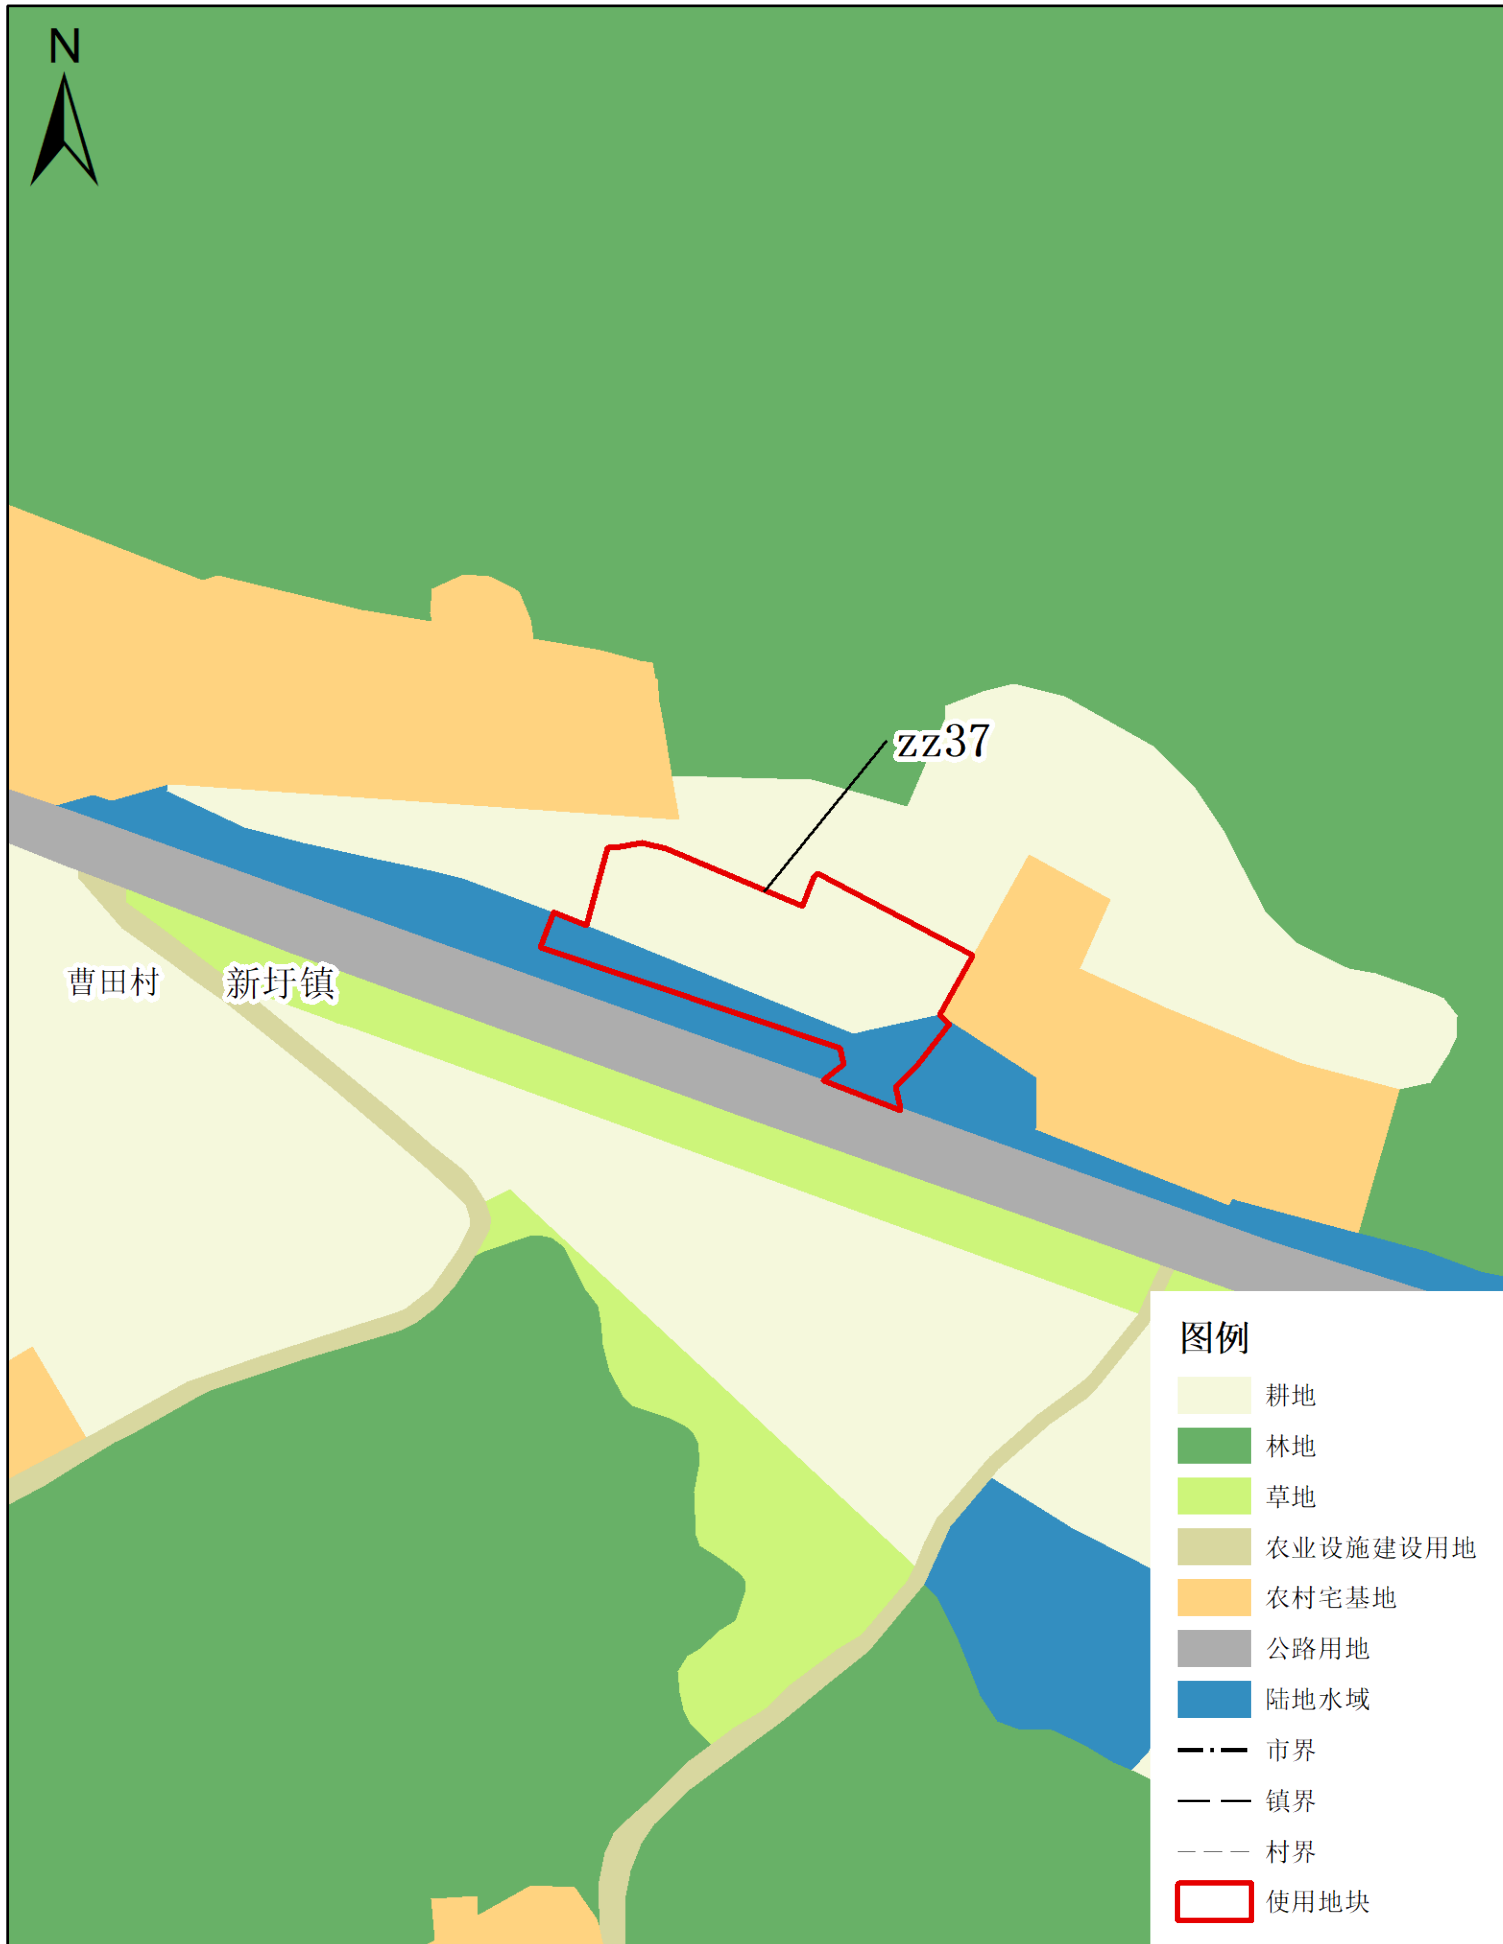 N
zz37
曹田村
新圩镇
图例
耕地
林地
草地
农业设施建设用地
农村宅基地
公路用地
陆地水域
市界
镇界
村界
使用地块